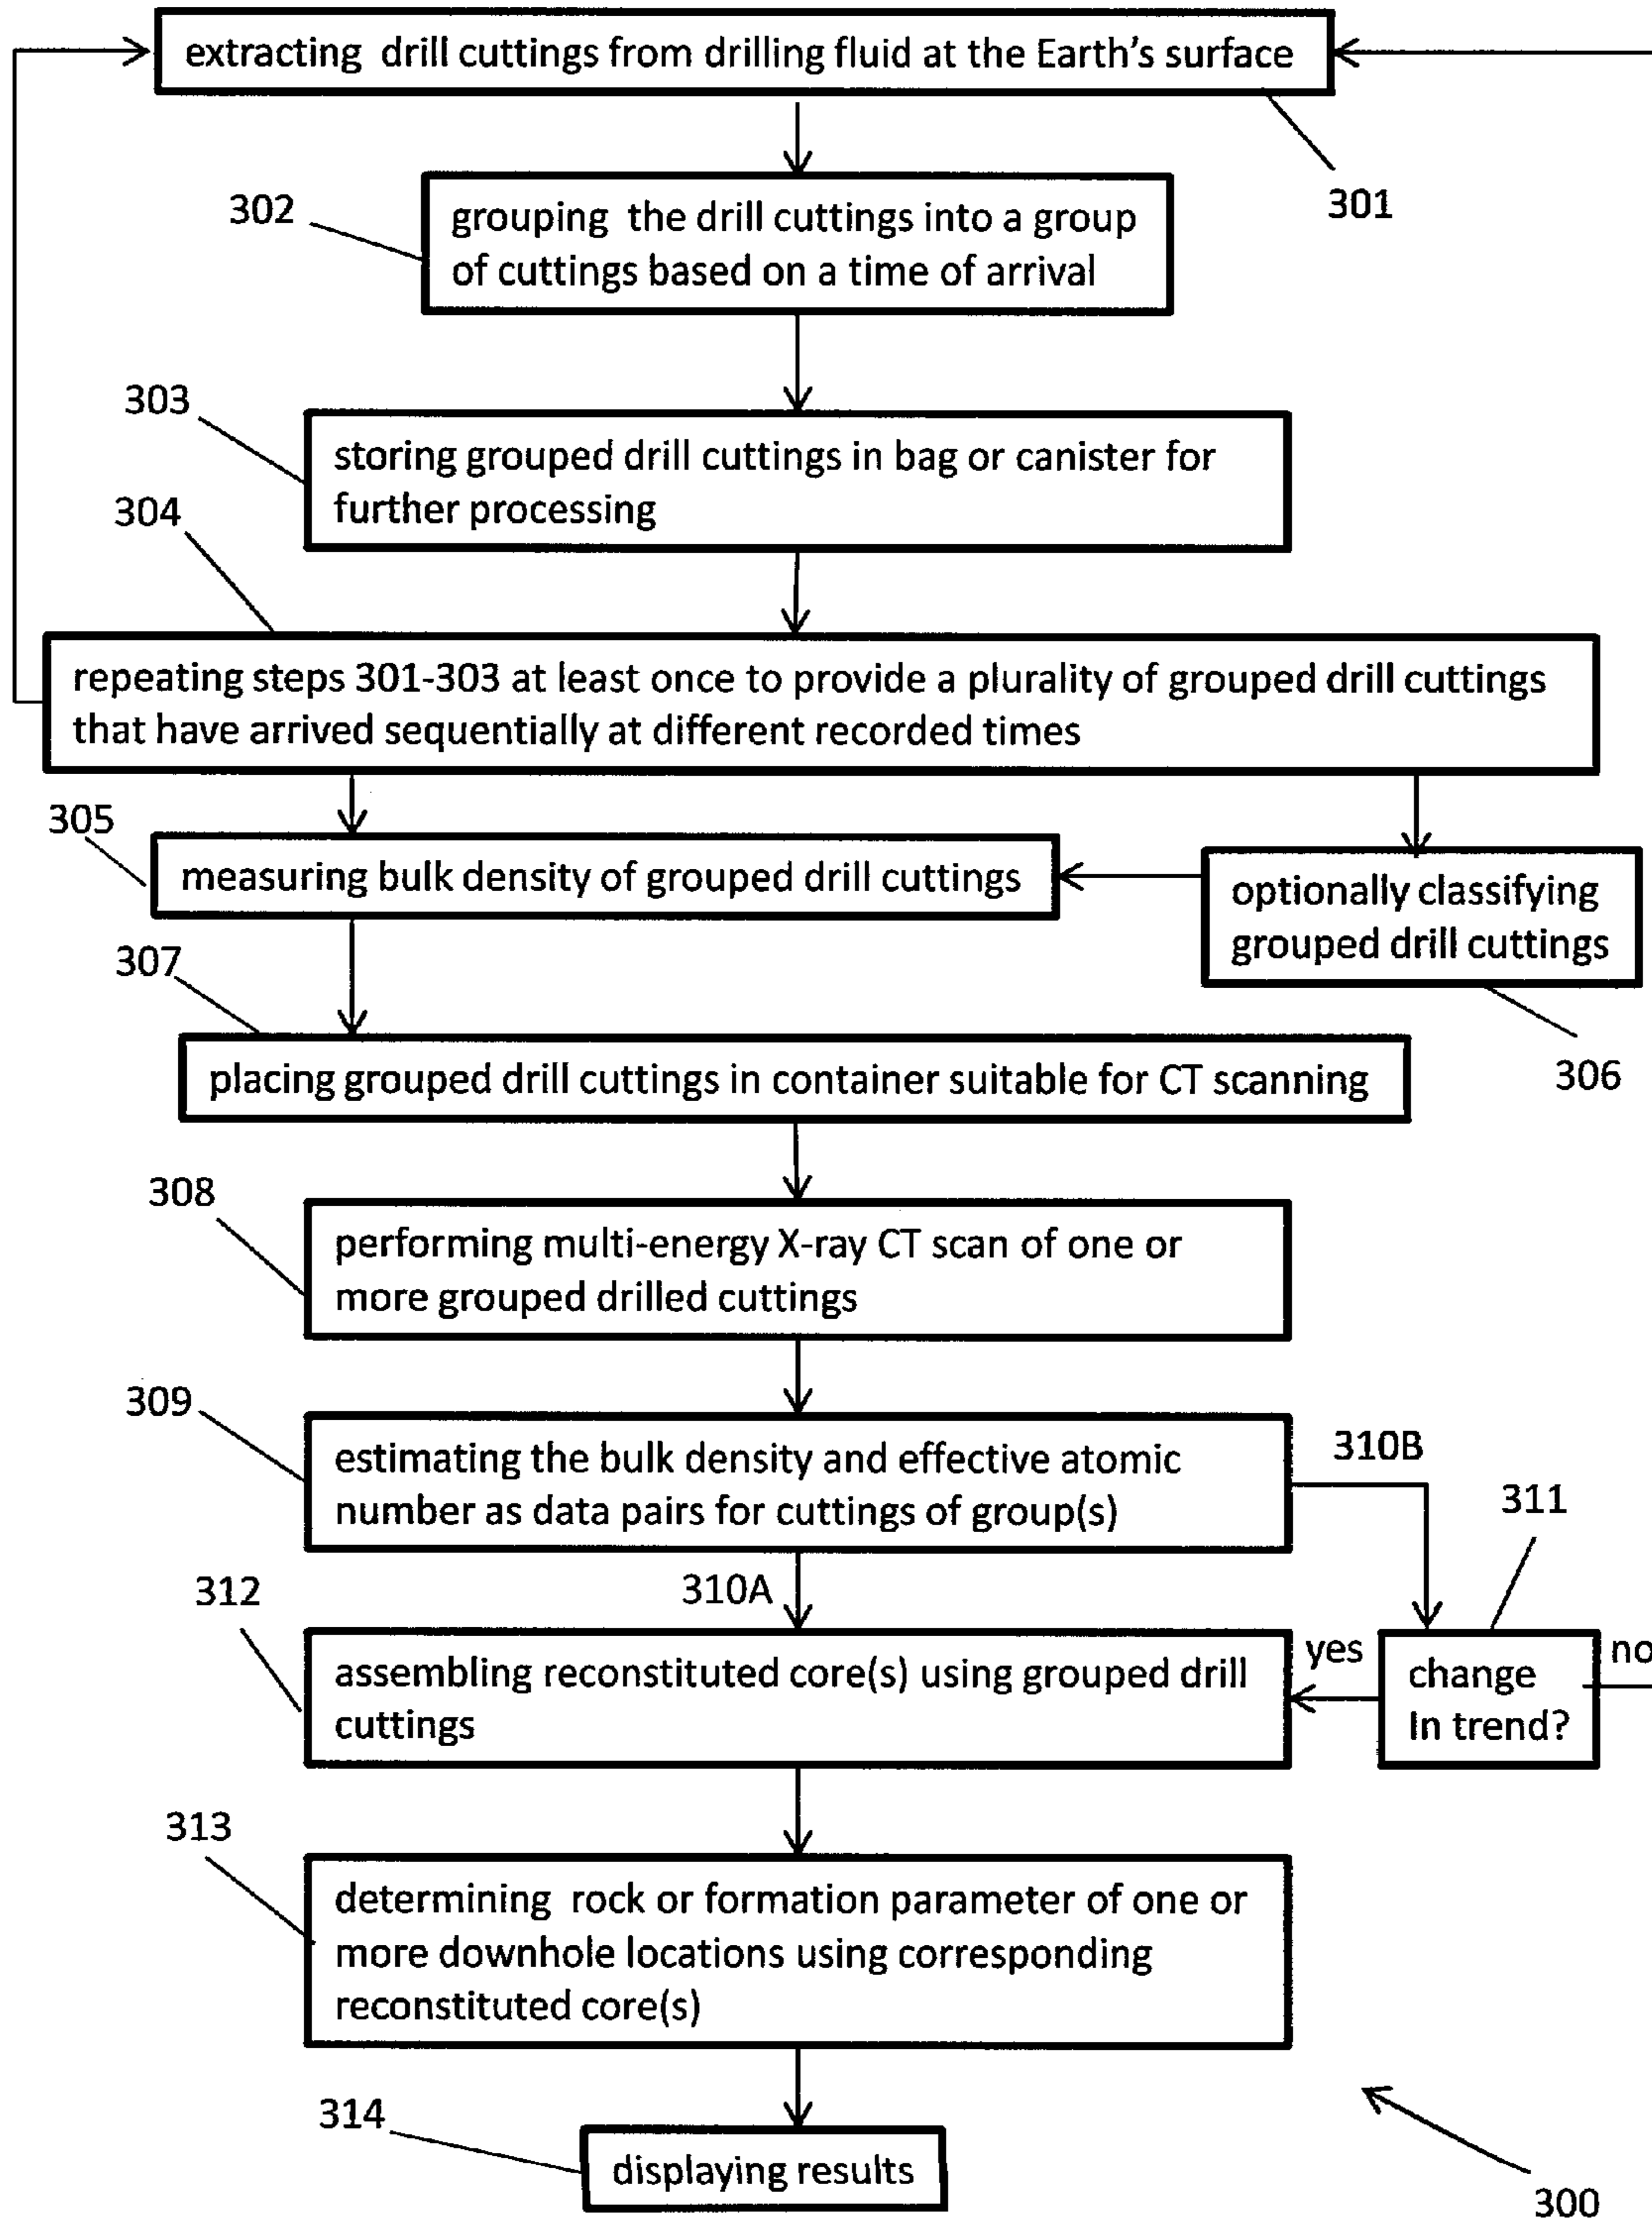 extracting drill cuttings from drilling fluid at the Earth's surface
301
302
grouping the drill cuttings into a group
of cuttings based on a time of arrival
303
storing grouped drill cuttings in bag or canister for
further processing
304
repeating steps 301-303 at least once to provide a plurality of grouped drill cuttings
that have arrived sequentially at different recorded times
305
measuring bulk density of grouped drill cuttings
optionally classifying
grouped drill cuttings
306
307
placing grouped drill cuttings in container suitable for CT scanning
308
performing multi-energy X-ray CT scan of one or
more grouped drilled cuttings
309
estimating the bulk density and effective atomic
number as data pairs for cuttings of group(s)
310B
311
310A
312
assembling reconstituted core(s) using grouped drill
cuttings
yes
change
In trend?
no
313
determining rock or formation parameter of one or
more downhole locations using corresponding
reconstituted core(s)
314
displaying results
300